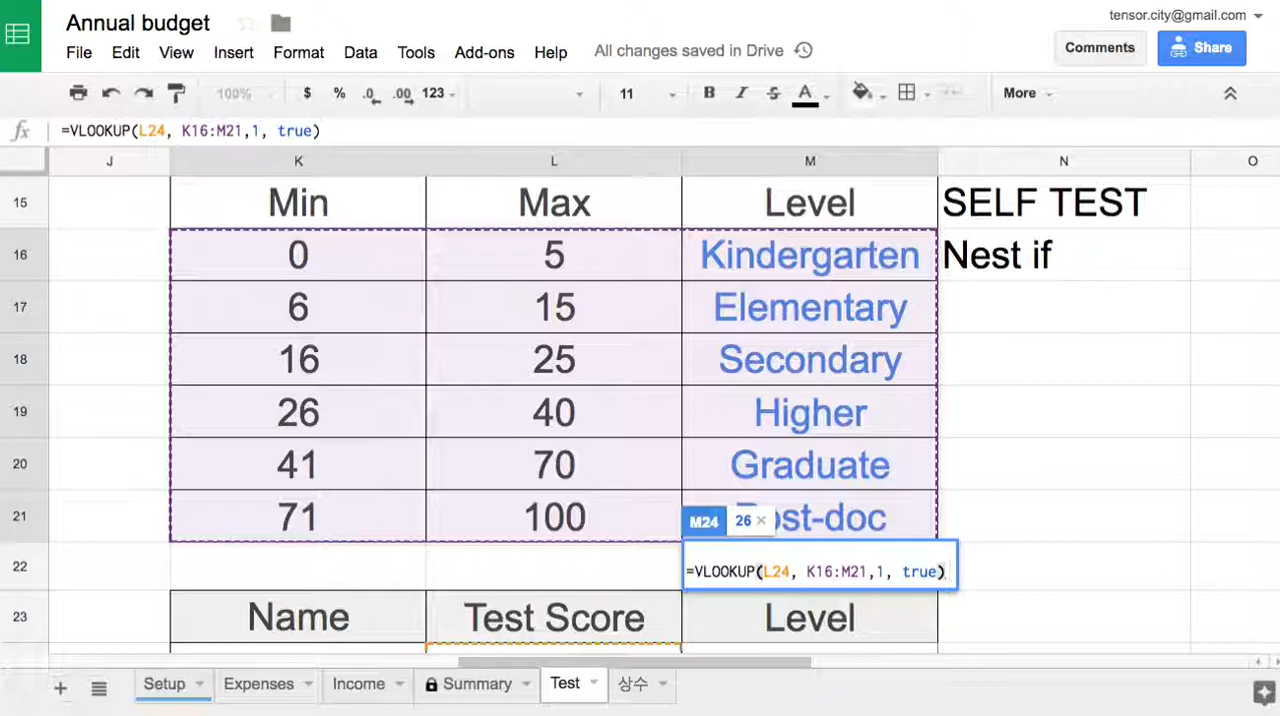 Annual budget
tensor.city@gmail.com
File Edit View Insert Format Data Tools Add-ons Help All changes saved in Drive
Comments Share
100% $ % .0 .00 123 11 B I S A More
fx =VLOOKUP(L24, K16:M21,1, true)
J K L M N O
15 Min Max Level SELF TEST
16 0 5 Kindergarten Nest if
17 6 15 Elementary
18 16 25 Secondary
19 26 40 Higher
20 41 70 Graduate
21 71 100 M24 26 × ost-doc
22 =VLOOKUP(L24, K16:M21,1, true)
23 Name Test Score Level
+ Setup Expenses Income Summary Test 상수